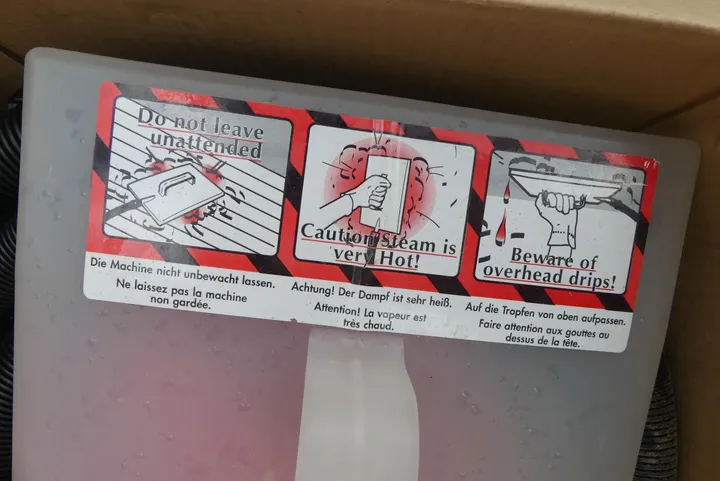 Do not leave
unattended
Caution Steam is
very Hot!
Beware of
overhead drips!
Die Machine nicht unbewacht lassen.
Ne laissez pas la machine
non gardée.
Achtung! Der Dampf ist sehr heiß.
Attention! La vapeur est
très chaud.
Auf die Tropfen von oben aufpassen.
Faire attention aux gouttes au
dessus de la tête.